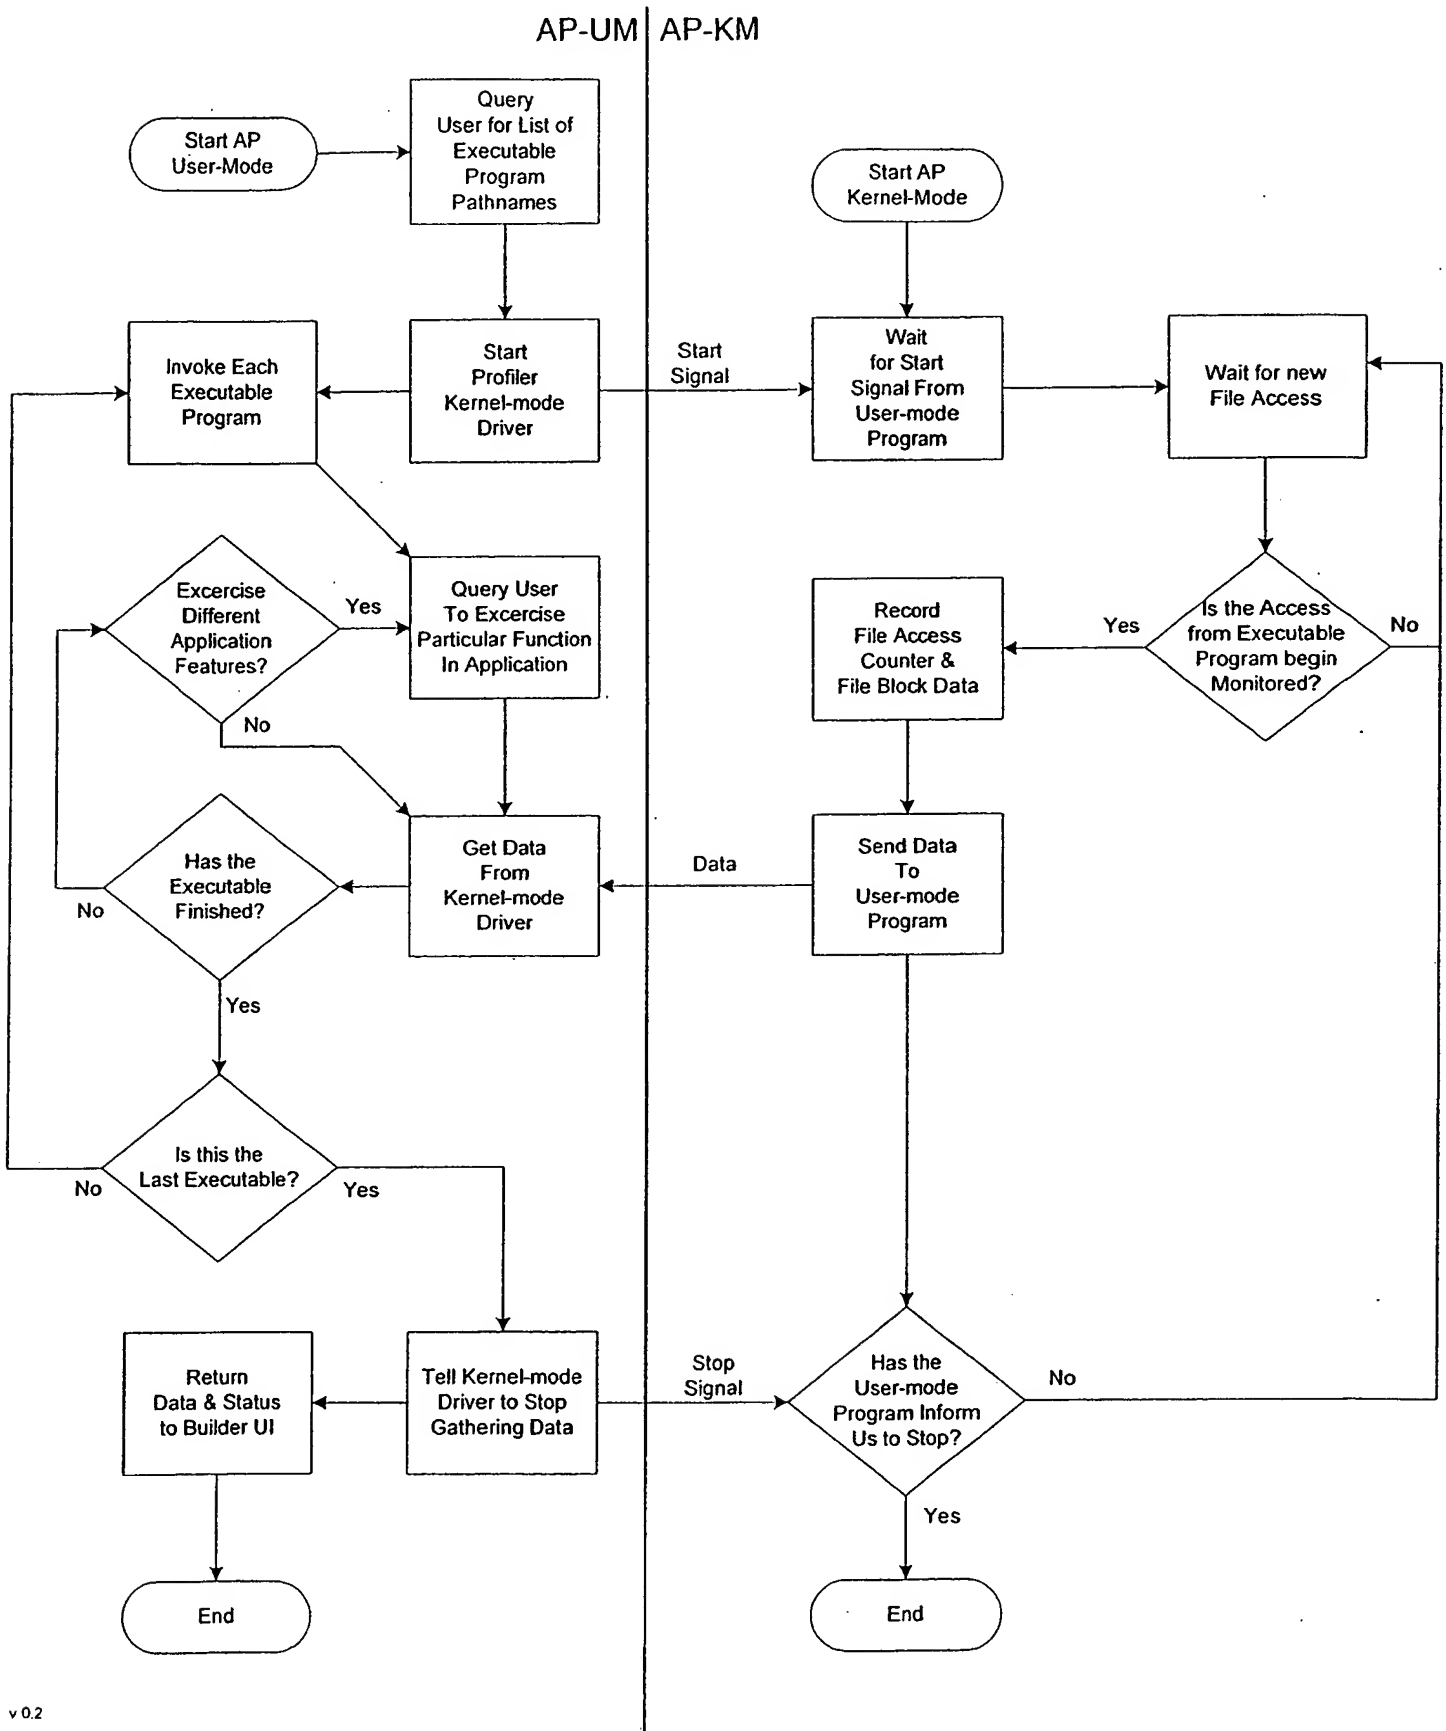 AP-UM
AP-KM
Start AP
User-Mode
Query
User for List of
Executable
Program
Pathnames
Start AP
Kernel-Mode
Invoke Each
Executable
Program
Start
Profiler
Kernel-mode
Driver
Start
Signal
Wait
for Start
Signal From
User-mode
Program
Wait for new
File Access
Excercise
Different
Application
Features?
Yes
No
Query User
To Excercise
Particular Function
In Application
Record
File Access
Counter &
File Block Data
Yes
Is the Access
from Executable
Program begin
Monitored?
No
Has the
Executable
Finished?
No
Yes
Get Data
From
Kernel-mode
Driver
Data
Send Data
To
User-mode
Program
Is this the
Last Executable?
No
Yes
Return
Data & Status
to Builder UI
Tell Kernel-mode
Driver to Stop
Gathering Data
Stop
Signal
Has the
User-mode
Program Inform
Us to Stop?
No
Yes
End
End
v 0.2